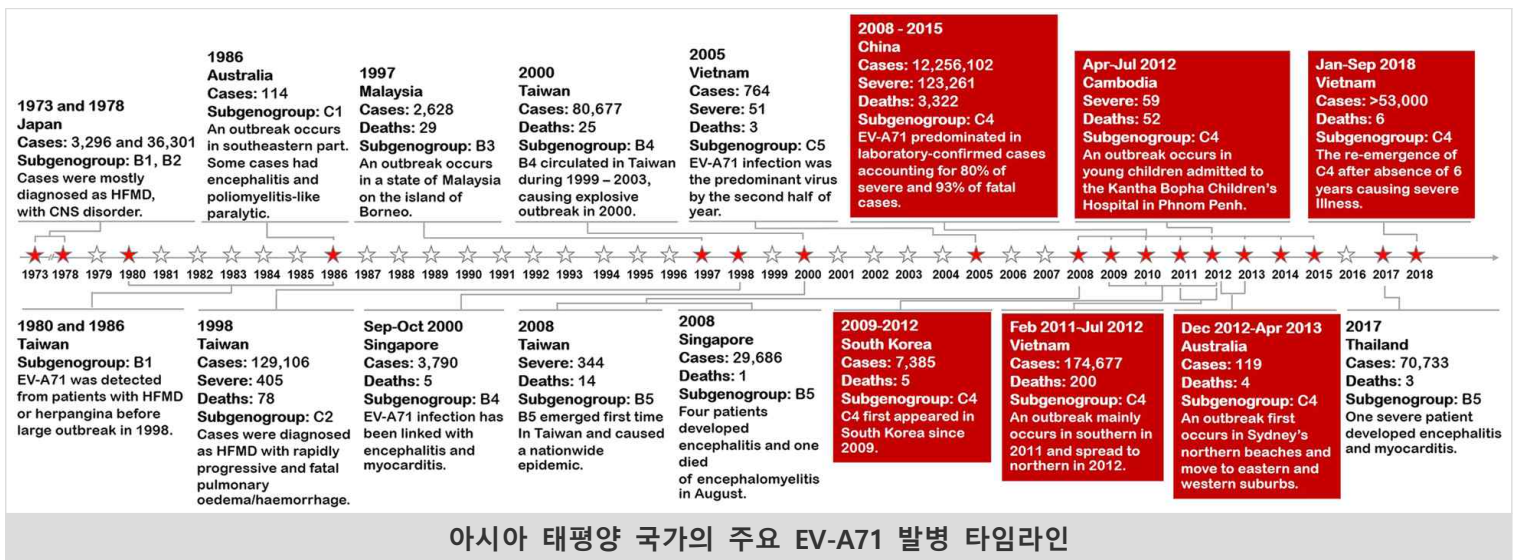 1973 and 1978
Japan
Cases: 3,296 and 36,301
Subgenogroup: B1, B2
Cases were mostly
diagnosed as HFMD,
with CNS disorder.
1986
Australia
Cases: 114
Subgenogroup: C1
An outbreak occurs
in southeastern part.
Some cases had
encephalitis and
poliomyelitis-like
paralytic.
1997
Malaysia
Cases: 2,628
Deaths: 29
Subgenogroup: B3
An outbreak occurs
in a state of Malaysia
on the island of
Borneo.
2000
Taiwan
Cases: 80,677
Deaths: 25
Subgenogroup: B4
B4 circulated in Taiwan
during 1999 – 2003,
causing explosive
outbreak in 2000.
2005
Vietnam
Cases: 764
Severe: 51
Deaths: 3
Subgenogroup: C5
EV-A71 infection was
the predominant virus
by the second half of
year.
2008 - 2015
China
Cases: 12,256,102
Severe: 123,261
Deaths: 3,322
Subgenogroup: C4
EV-A71 predominated in
laboratory-confirmed cases
accounting for 80% of
severe and 93% of fatal
cases.
Apr-Jul 2012
Cambodia
Severe: 59
Deaths: 52
Subgenogroup: C4
An outbreak occurs in
young children admitted to
the Kantha Bopha Children's
Hospital in Phnom Penh.
Jan-Sep 2018
Vietnam
Cases: >53,000
Deaths: 6
Subgenogroup: C4
The re-emergence of
C4 after absence of 6
years causing severe
Illness.
1973 1978 1979 1980 1981 1982 1983 1984 1985 1986 1987 1988 1989 1990 1991 1992 1993 1994 1995 1996 1997 1998 1999 2000 2001 2002 2003 2004 2005 2006 2007 2008 2009 2010 2011 2012 2013 2014 2015 2016 2017 2018
1980 and 1986
Taiwan
Subgenogroup: B1
EV-A71 was detected
from patients with HFMD
or herpangina before
large outbreak in 1998.
1998
Taiwan
Cases: 129,106
Severe: 405
Deaths: 78
Subgenogroup: C2
Cases were diagnosed
as HFMD with rapidly
progressive and fatal
pulmonary
oedema/haemorrhage.
Sep-Oct 2000
Singapore
Cases: 3,790
Deaths: 5
Subgenogroup: B4
EV-A71 infection has
been linked with
encephalitis and
myocarditis.
2008
Taiwan
Severe: 344
Deaths: 14
Subgenogroup: B5
B5 emerged first time
In Taiwan and caused
a nationwide
epidemic.
2008
Singapore
Cases: 29,686
Deaths: 1
Subgenogroup: B5
Four patients
developed
encephalitis and one
died
of encephalomyelitis
in August.
2009-2012
South Korea
Cases: 7,385
Deaths: 5
Subgenogroup: C4
C4 first appeared in
South Korea since
2009.
Feb 2011-Jul 2012
Vietnam
Cases: 174,677
Deaths: 200
Subgenogroup: C4
An outbreak mainly
occurs in southern in
2011 and spread to
northern in 2012.
Dec 2012-Apr 2013
Australia
Cases: 119
Deaths: 4
Subgenogroup: C4
An outbreak first
occurs in Sydney's
northern beaches and
move to eastern and
western suburbs.
2017
Thailand
Cases: 70,733
Deaths: 3
Subgenogroup: B5
One severe patient
developed encephalitis
and myocarditis.
아시아 태평양 국가의 주요 EV-A71 발병 타임라인